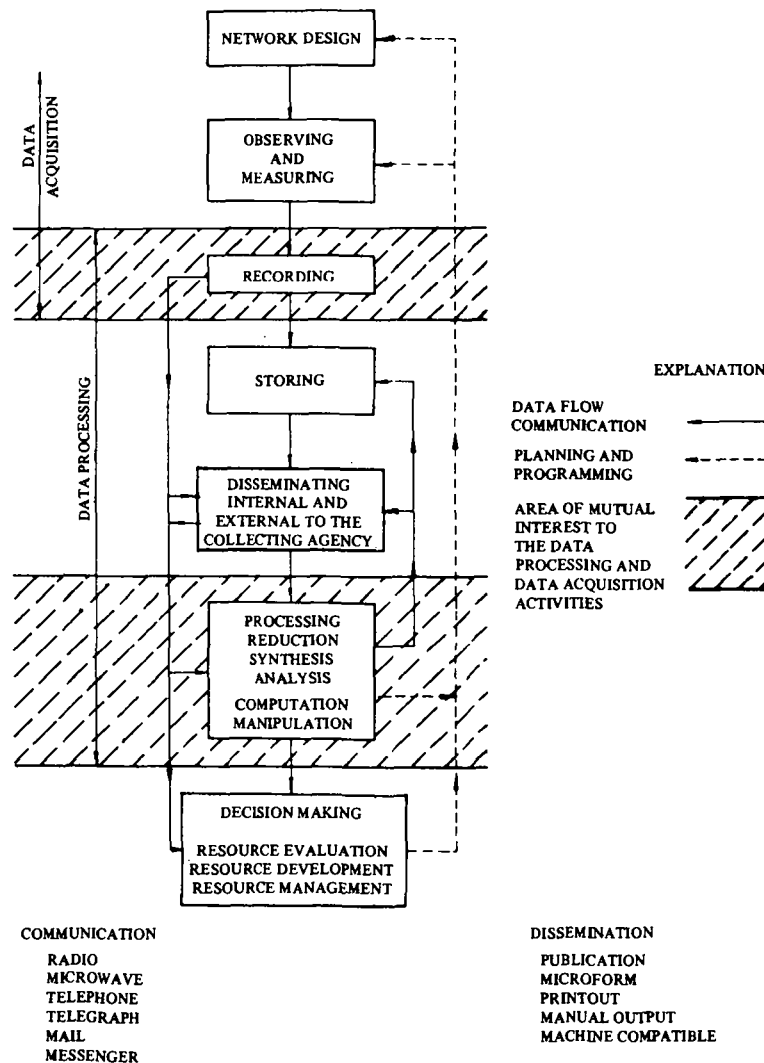 NETWORK DESIGN
OBSERVING
AND
MEASURING
DATA
ACQUISITION
RECORDING
STORING
DATA PROCESSING
DISSEMINATING
INTERNAL AND
EXTERNAL TO THE
COLLECTING AGENCY
PROCESSING
REDUCTION
SYNTHESIS
ANALYSIS
COMPUTATION
MANIPULATION
DECISION MAKING
RESOURCE EVALUATION
RESOURCE DEVELOPMENT
RESOURCE MANAGEMENT
EXPLANATION
DATA FLOW
COMMUNICATION
PLANNING AND
PROGRAMMING
AREA OF MUTUAL
INTEREST TO
THE DATA
PROCESSING AND
DATA ACQUISITION
ACTIVITIES
COMMUNICATION
RADIO
MICROWAVE
TELEPHONE
TELEGRAPH
MAIL
MESSENGER
DISSEMINATION
PUBLICATION
MICROFORM
PRINTOUT
MANUAL OUTPUT
MACHINE COMPATIBLE